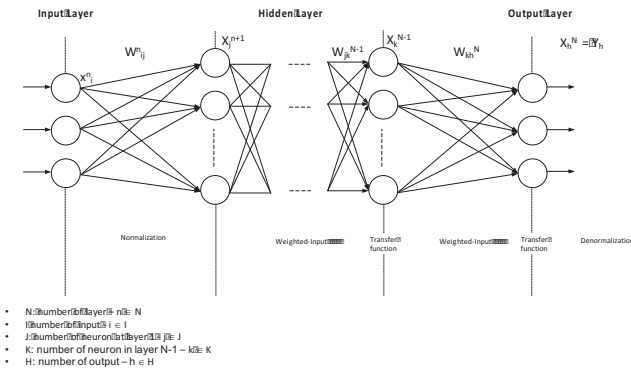 Input Layer
Hidden Layer
Output Layer
W^n_ij
X_j^n+1
W_jk^N-1
X_k^N-1
W_kh^N
X_h^N = Y_h
x^n_i
Normalization
Weighted-Input
Transfer
function
Weighted-Input
Transfer
function
Denormalization
• N: number of layer – n ∈ N
• I number of input – i ∈ I
• J: number of neuron at layer 1 – j ∈ J
• K: number of neuron in layer N-1 – k ∈ K
• H: number of output – h ∈ H